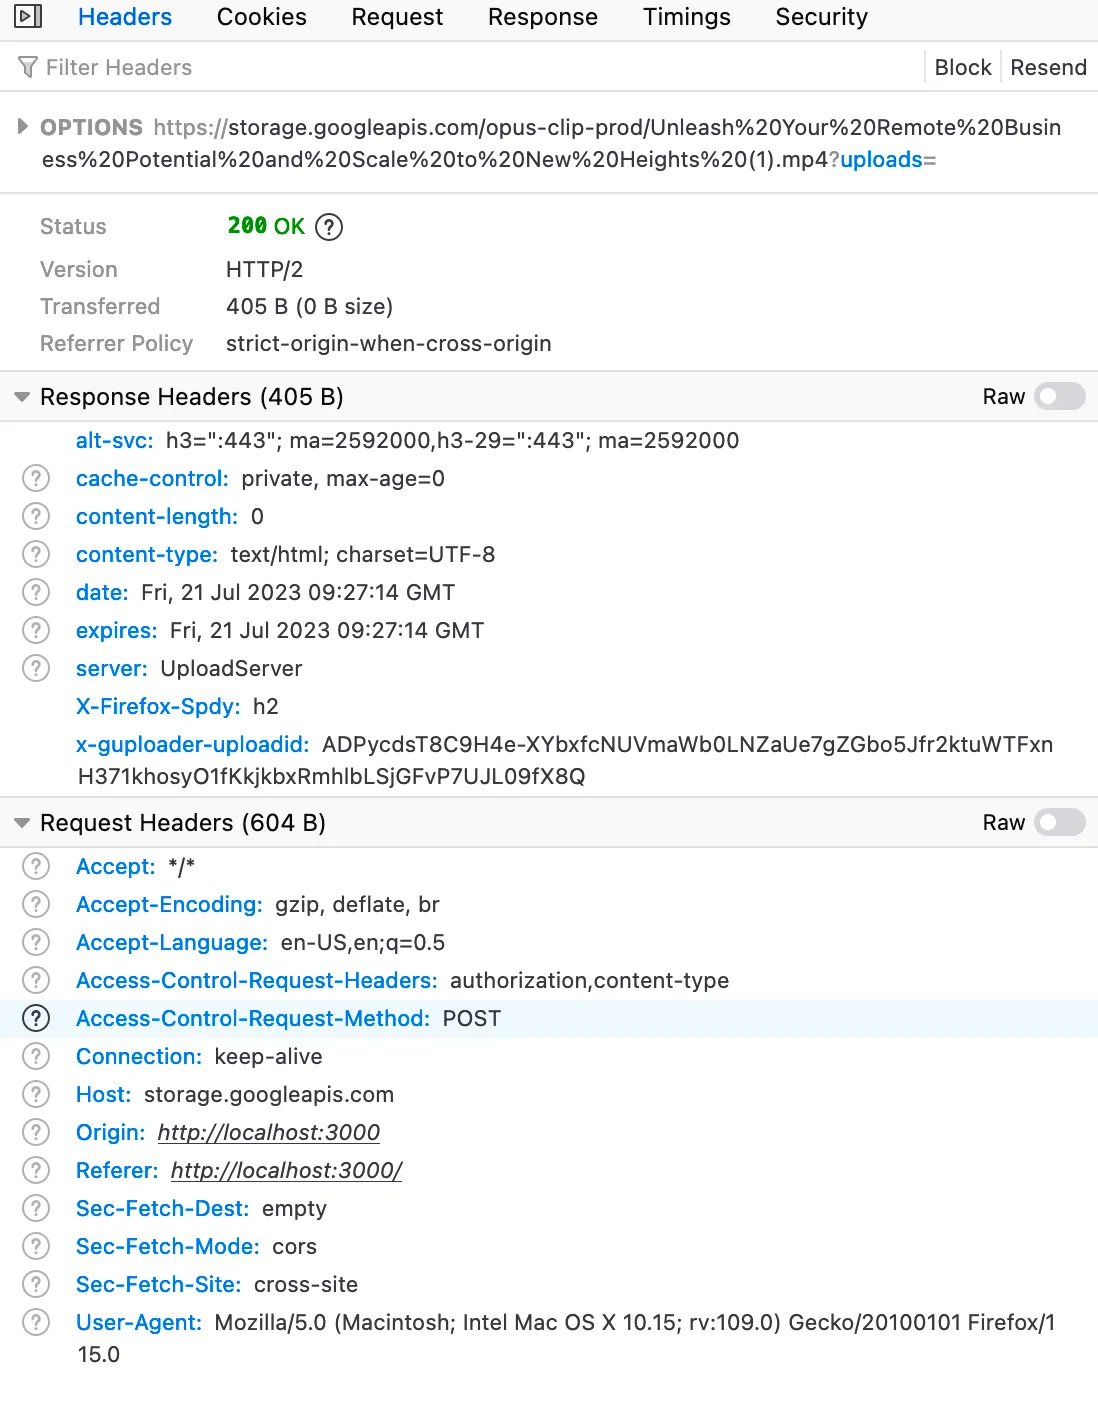 Headers Cookies Request Response Timings Security
Filter Headers Block Resend
OPTIONS https://storage.googleapis.com/opus-clip-prod/Unleash%20Your%20Remote%20Busin
ess%20Potential%20and%20Scale%20to%20New%20Heights%20(1).mp4?uploads=
Status 200 OK ?
Version HTTP/2
Transferred 405 B (0 B size)
Referrer Policy strict-origin-when-cross-origin
Response Headers (405 B) Raw
alt-svc: h3=":443"; ma=2592000,h3-29=":443"; ma=2592000
? cache-control: private, max-age=0
? content-length: 0
? content-type: text/html; charset=UTF-8
? date: Fri, 21 Jul 2023 09:27:14 GMT
? expires: Fri, 21 Jul 2023 09:27:14 GMT
? server: UploadServer
X-Firefox-Spdy: h2
x-guploader-uploadid: ADPycdsT8C9H4e-XYbxfcNUVmaWb0LNZaUe7gZGbo5Jfr2ktuWTFxn
H371khosyO1fKkjkbxRmhlbLSjGFvP7UJL09fX8Q
Request Headers (604 B) Raw
? Accept: */*
? Accept-Encoding: gzip, deflate, br
? Accept-Language: en-US,en;q=0.5
? Access-Control-Request-Headers: authorization,content-type
? Access-Control-Request-Method: POST
? Connection: keep-alive
? Host: storage.googleapis.com
? Origin: http://localhost:3000
? Referer: http://localhost:3000/
? Sec-Fetch-Dest: empty
? Sec-Fetch-Mode: cors
? Sec-Fetch-Site: cross-site
? User-Agent: Mozilla/5.0 (Macintosh; Intel Mac OS X 10.15; rv:109.0) Gecko/20100101 Firefox/1
15.0